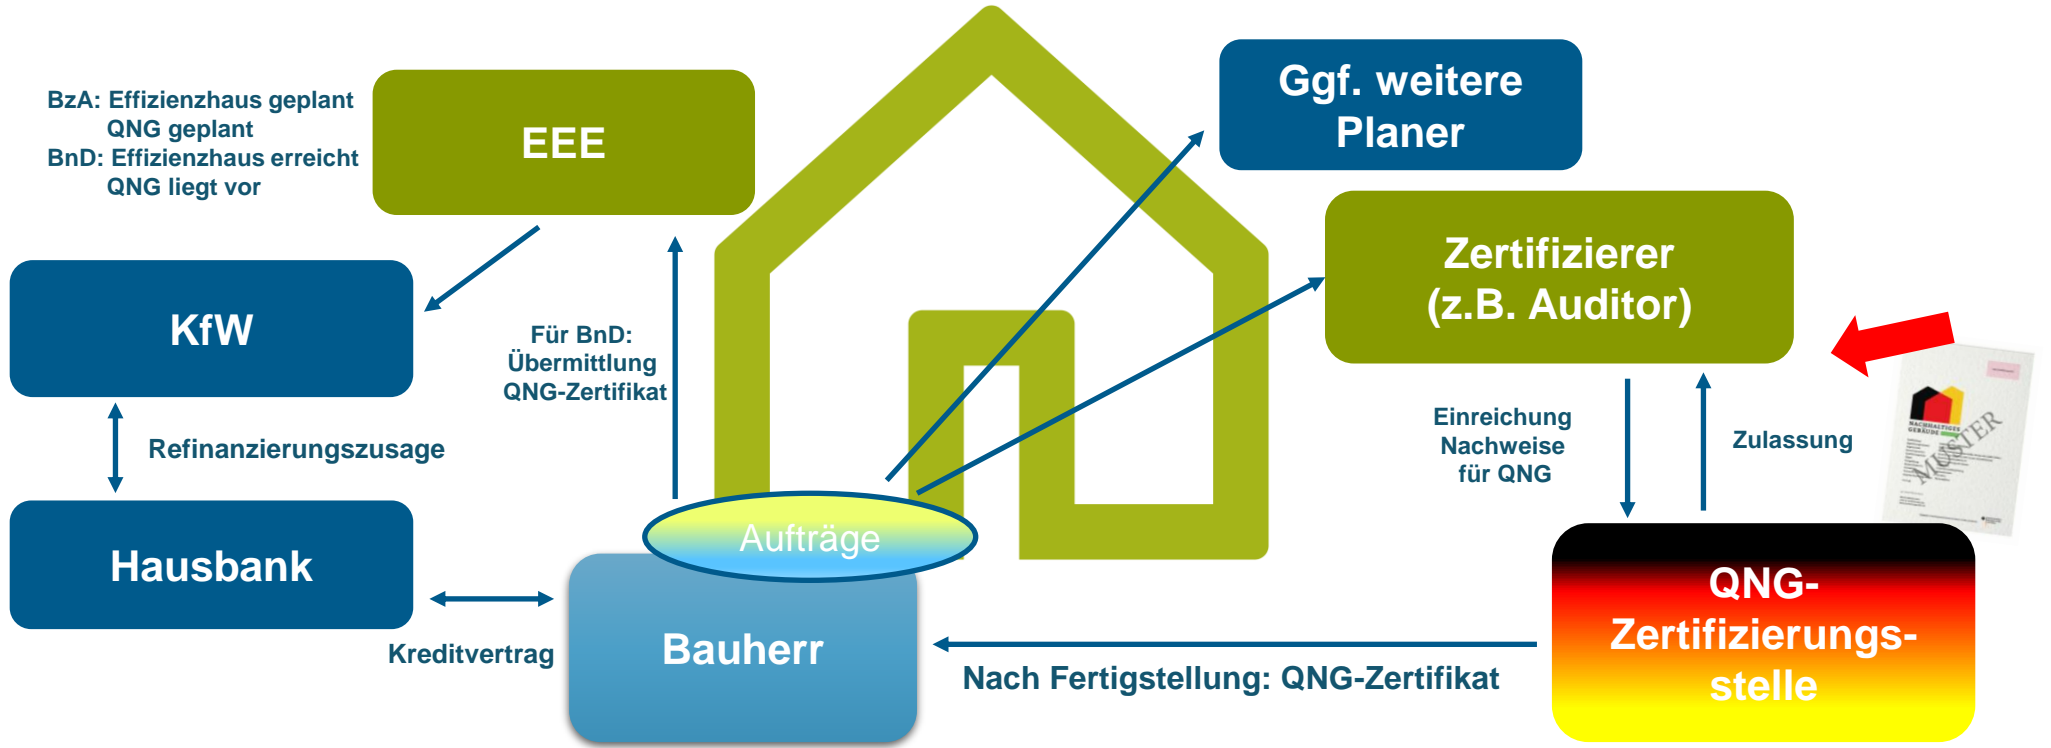 BzA: Effizienzhaus geplant
QNG geplant
BnD: Effizienzhaus erreicht
QNG liegt vor
EEE
Ggf. weitere
Planer
Zertifizierer
(z.B. Auditor)
KfW
Für BnD:
Übermittlung
QNG-Zertifikat
Refinanzierungszusage
Einreichung
Nachweise
für QNG
Zulassung
NACHHALTIGES
GEBÄUDE
MUSTER
Hausbank
Aufträge
Kreditvertrag
Bauherr
Nach Fertigstellung: QNG-Zertifikat
QNG-
Zertifizierungs-
stelle